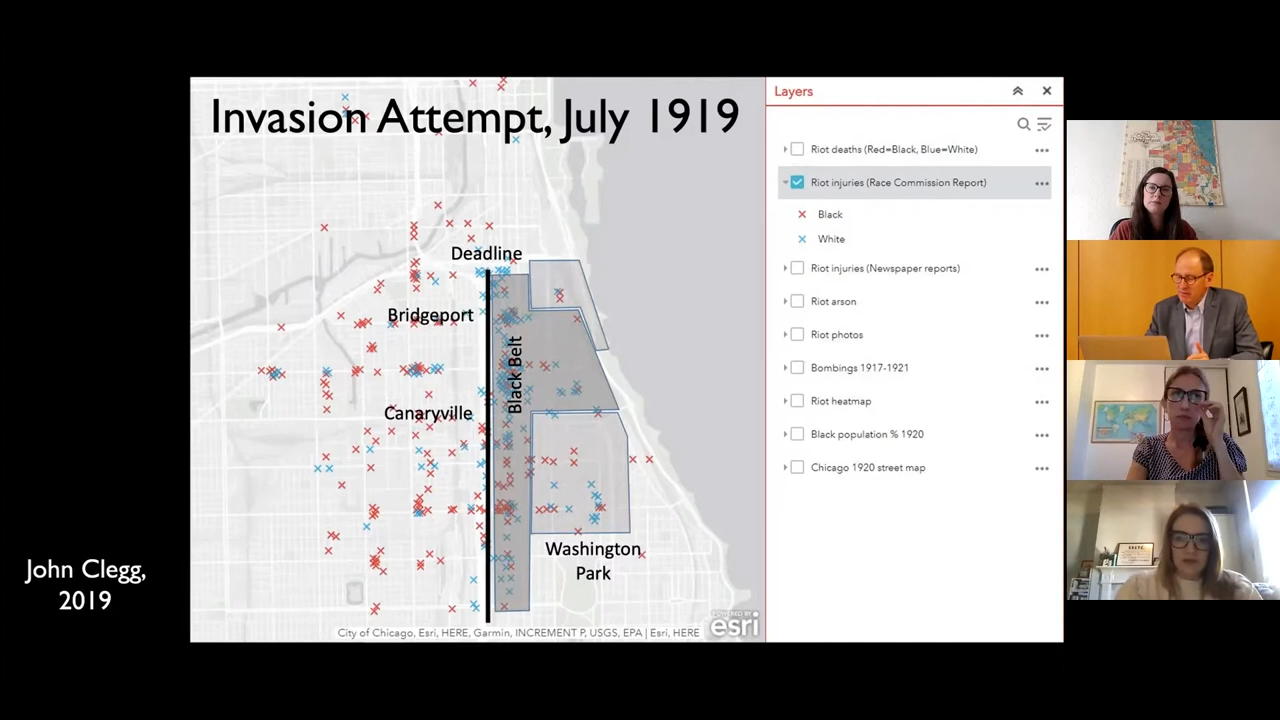 Invasion Attempt, July 1919
Deadline
Bridgeport
Black Belt
Canaryville
Washington
Park
POWERED BY
esri
City of Chicago, Esri, HERE, Garmin, INCREMENT P, USGS, EPA | Esri, HERE
Layers
Riot deaths (Red=Black, Blue=White)
Riot injuries (Race Commission Report)
Black
White
Riot injuries (Newspaper reports)
Riot arson
Riot photos
Bombings 1917-1921
Riot heatmap
Black population % 1920
Chicago 1920 street map
John Clegg,
2019